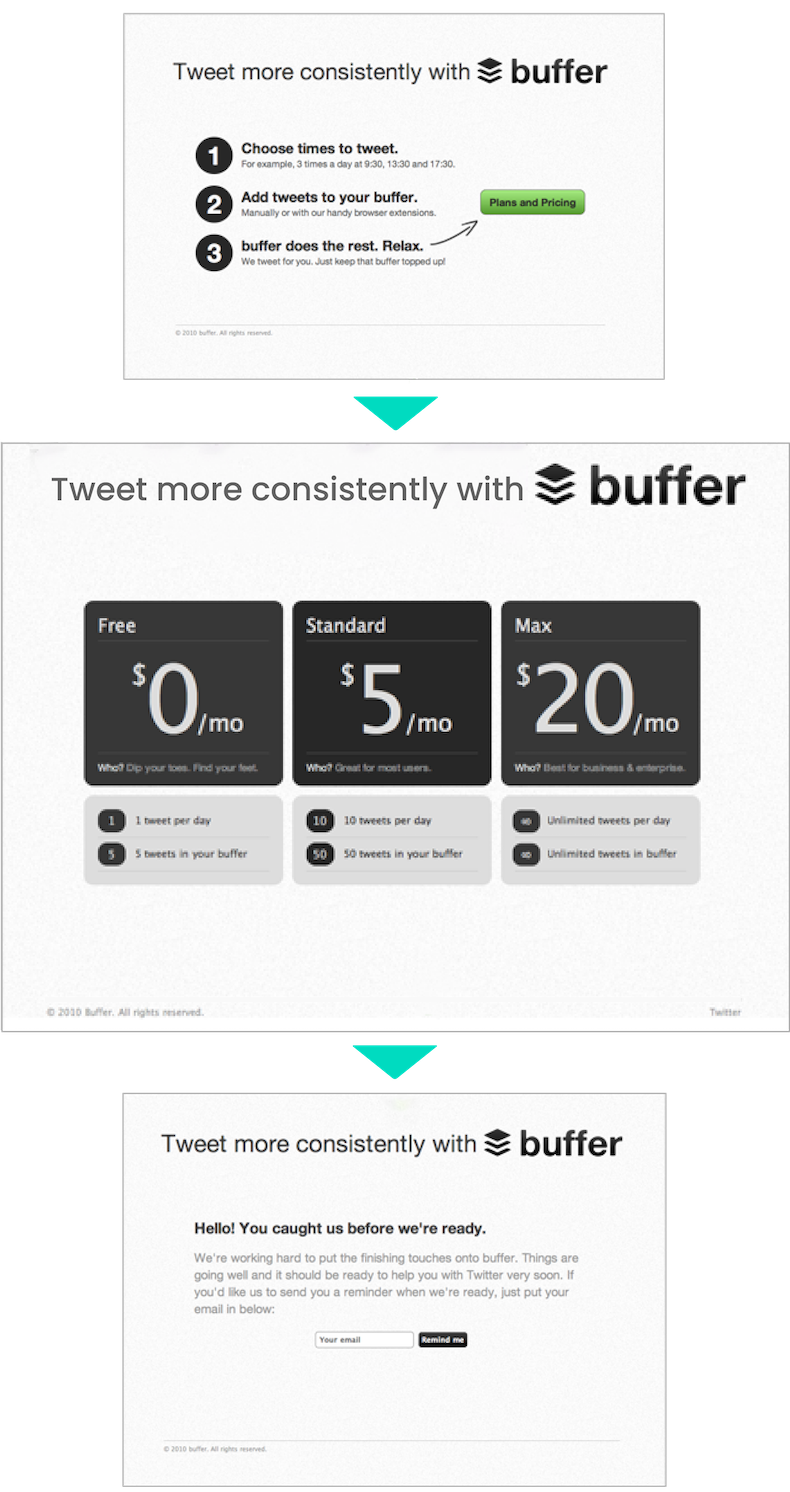 Tweet more consistently with buffer
1 Choose times to tweet.
For example, 3 times a day at 9:30, 13:30 and 17:30.
2 Add tweets to your buffer.
Manually or with our handy browser extensions.
Plans and Pricing
3 buffer does the rest. Relax.
We tweet for you. Just keep that buffer topped up!
© 2010 buffer. All rights reserved.
Tweet more consistently with buffer
Free
$0/mo
Who? Dip your toes. Find your feet.
1 1 tweet per day
5 5 tweets in your buffer
Standard
$5/mo
Who? Great for most users.
10 10 tweets per day
50 50 tweets in your buffer
Max
$20/mo
Who? Best for business & enterprise.
∞ Unlimited tweets per day
∞ Unlimited tweets in buffer
© 2010 Buffer. All rights reserved.
Twitter
Tweet more consistently with buffer
Hello! You caught us before we're ready.
We're working hard to put the finishing touches onto buffer. Things are
going well and it should be ready to help you with Twitter very soon. If
you'd like us to send you a reminder when we're ready, just put your
email in below:
Your email
Remind me
© 2010 buffer. All rights reserved.